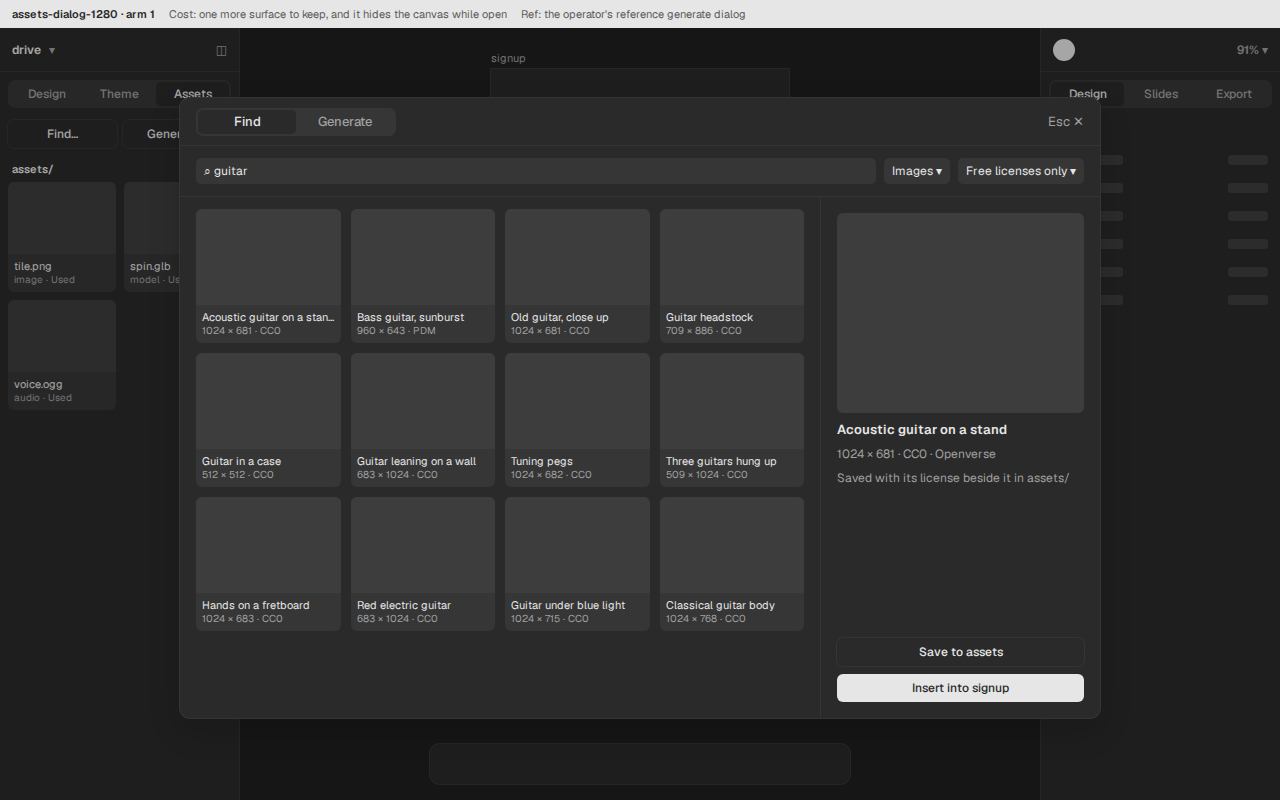 assets-dialog-1280 · arm 1 Cost: one more surface to keep, and it hides the canvas while open Ref: the operator's reference generate dialog
drive ▾
signup
91% ▾
Design Theme Assets
Design Slides Export
Find…
Gener
assets/
tile.png
image · Used
spin.glb
model · Us
voice.ogg
audio · Used
Find Generate
Esc ×
guitar
Images ▾
Free licenses only ▾
Acoustic guitar on a stan…
1024 × 681 · CC0
Bass guitar, sunburst
960 × 643 · PDM
Old guitar, close up
1024 × 681 · CC0
Guitar headstock
709 × 886 · CC0
Guitar in a case
512 × 512 · CC0
Guitar leaning on a wall
683 × 1024 · CC0
Tuning pegs
1024 × 682 · CC0
Three guitars hung up
509 × 1024 · CC0
Hands on a fretboard
1024 × 683 · CC0
Red electric guitar
683 × 1024 · CC0
Guitar under blue light
1024 × 715 · CC0
Classical guitar body
1024 × 768 · CC0
Acoustic guitar on a stand
1024 × 681 · CC0 · Openverse
Saved with its license beside it in assets/
Save to assets
Insert into signup